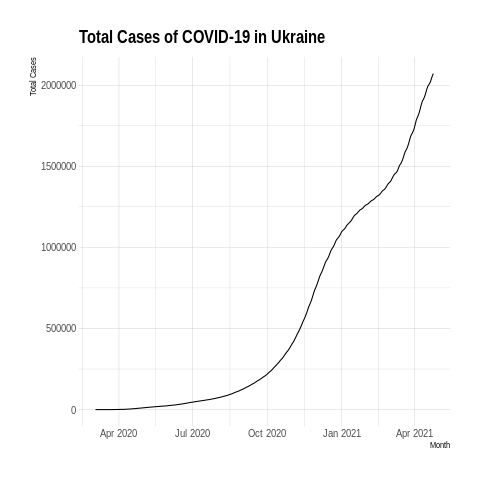 Total Cases of COVID-19 in Ukraine
Total Cases
2000000
1500000
1000000
500000
0
Apr 2020 Jul 2020 Oct 2020 Jan 2021 Apr 2021
Month